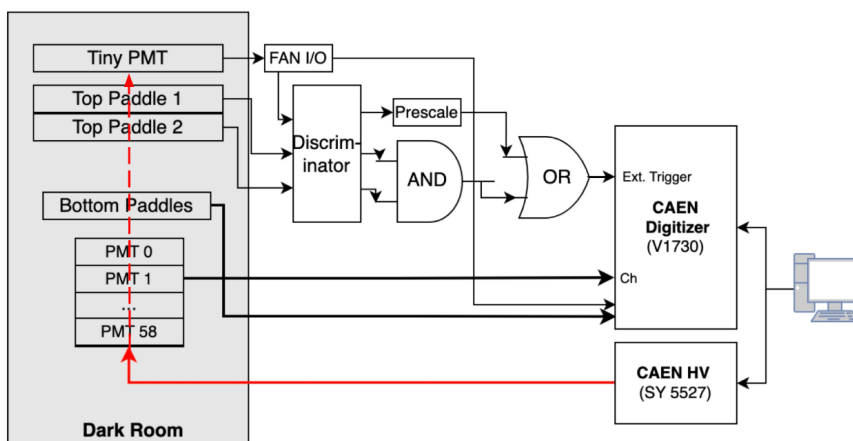 Tiny PMT
FAN I/O
Top Paddle 1
Top Paddle 2
Discrim-
inator
Prescale
AND
OR
Ext. Trigger
CAEN
Digitizer
(V1730)
Bottom Paddles
PMT 0
PMT 1
...
PMT 58
Ch
CAEN HV
(SY 5527)
Dark Room